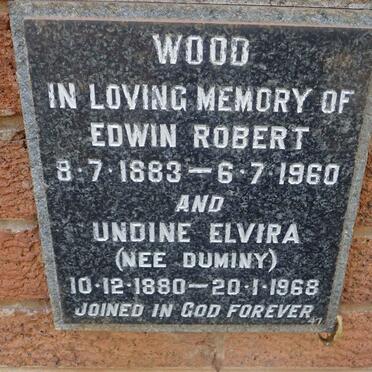 WOOD
IN LOVING MEMORY OF
EDWIN ROBERT
8·7·1883 – 6·7·1960
AND
UNDINE ELVIRA
(NEE DUMINY)
10·12·1880 – 20·1·1968
JOINED IN GOD FOREVER